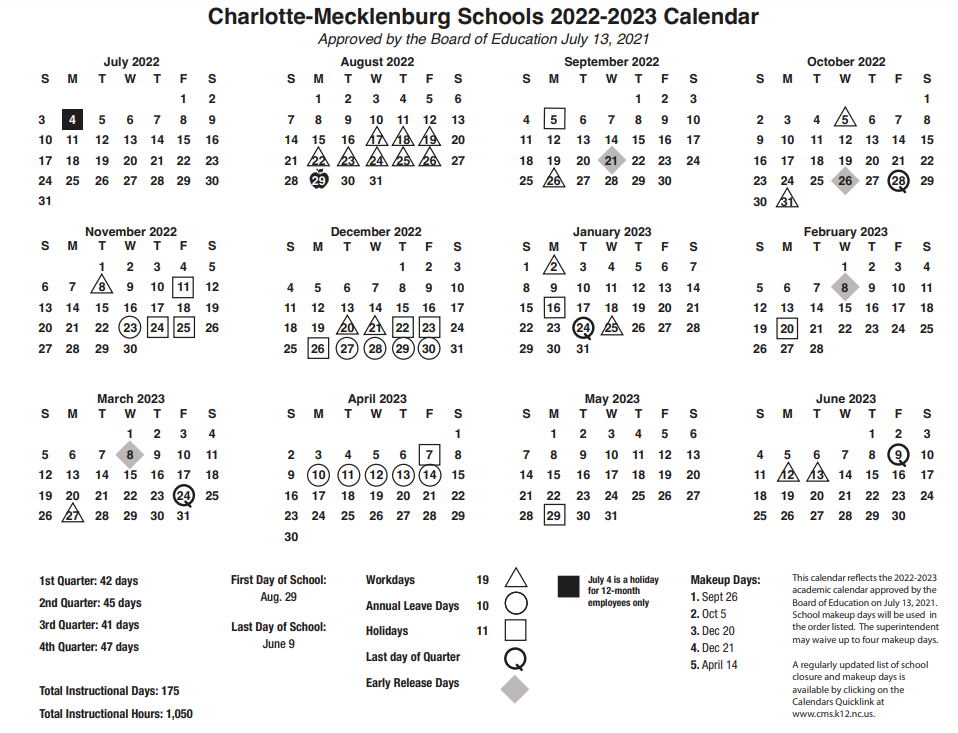 Charlotte-Mecklenburg Schools 2022-2023 Calendar
Approved by the Board of Education July 13, 2021
July 2022
S M T W T F S
1 2
3 4 5 6 7 8 9
10 11 12 13 14 15 16
17 18 19 20 21 22 23
24 25 26 27 28 29 30
31
August 2022
S M T W T F S
1 2 3 4 5 6
7 8 9 10 11 12 13
14 15 16 17 18 19 20
21 22 23 24 25 26 27
28 29 30 31
September 2022
S M T W T F S
1 2 3
4 5 6 7 8 9 10
11 12 13 14 15 16 17
18 19 20 21 22 23 24
25 26 27 28 29 30
October 2022
S M T W T F S
1
2 3 4 5 6 7 8
9 10 11 12 13 14 15
16 17 18 19 20 21 22
23 24 25 26 27 28 29
30 31
November 2022
S M T W T F S
1 2 3 4 5
6 7 8 9 10 11 12
13 14 15 16 17 18 19
20 21 22 23 24 25 26
27 28 29 30
December 2022
S M T W T F S
1 2 3
4 5 6 7 8 9 10
11 12 13 14 15 16 17
18 19 20 21 22 23 24
25 26 27 28 29 30 31
January 2023
S M T W T F S
1 2 3 4 5 6 7
8 9 10 11 12 13 14
15 16 17 18 19 20 21
22 23 24 25 26 27 28
29 30 31
February 2023
S M T W T F S
1 2 3 4
5 6 7 8 9 10 11
12 13 14 15 16 17 18
19 20 21 22 23 24 25
26 27 28
March 2023
S M T W T F S
1 2 3 4
5 6 7 8 9 10 11
12 13 14 15 16 17 18
19 20 21 22 23 24 25
26 27 28 29 30 31
April 2023
S M T W T F S
1
2 3 4 5 6 7 8
9 10 11 12 13 14 15
16 17 18 19 20 21 22
23 24 25 26 27 28 29
30
May 2023
S M T W T F S
1 2 3 4 5 6
7 8 9 10 11 12 13
14 15 16 17 18 19 20
21 22 23 24 25 26 27
28 29 30 31
June 2023
S M T W T F S
1 2 3
4 5 6 7 8 9 10
11 12 13 14 15 16 17
18 19 20 21 22 23 24
25 26 27 28 29 30
1st Quarter: 42 days
2nd Quarter: 45 days
3rd Quarter: 41 days
4th Quarter: 47 days
Total Instructional Days: 175
Total Instructional Hours: 1,050
First Day of School:
Aug. 29
Last Day of School:
June 9
Workdays 19
Annual Leave Days 10
Holidays 11
Last day of Quarter Q
Early Release Days
July 4 is a holiday
for 12-month
employees only
Makeup Days:
1. Sept 26
2. Oct 5
3. Dec 20
4. Dec 21
5. April 14
This calendar reflects the 2022-2023
academic calendar approved by the
Board of Education on July 13, 2021.
School makeup days will be used in
the order listed. The superintendent
may waive up to four makeup days.
A regularly updated list of school
closure and makeup days is
available by clicking on the
Calendars Quicklink at
www.cms.k12.nc.us.